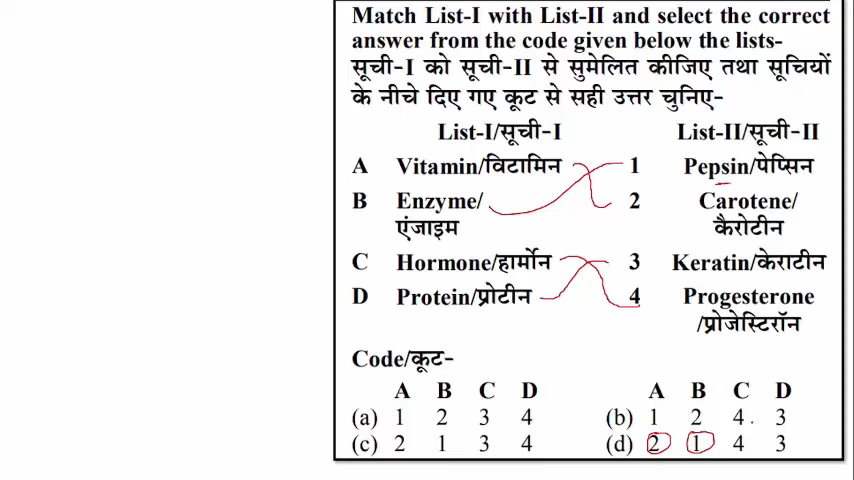 Match List-I with List-II and select the correct
answer from the code given below the lists-
सूची-I को सूची-II से सुमेलित कीजिए तथा सूचियों
के नीचे दिए गए कूट से सही उत्तर चुनिए-
List-I/सूची-I List-II/सूची-II
A Vitamin/विटामिन 1 Pepsin/पेप्सिन
B Enzyme/ 2 Carotene/
एंजाइम कैरोटीन
C Hormone/हार्मोन 3 Keratin/केराटीन
D Protein/प्रोटीन 4 Progesterone
/प्रोजेस्टिरॉन
Code/कूट-
A B C D A B C D
(a) 1 2 3 4 (b) 1 2 4 3
(c) 2 1 3 4 (d) 2 1 4 3